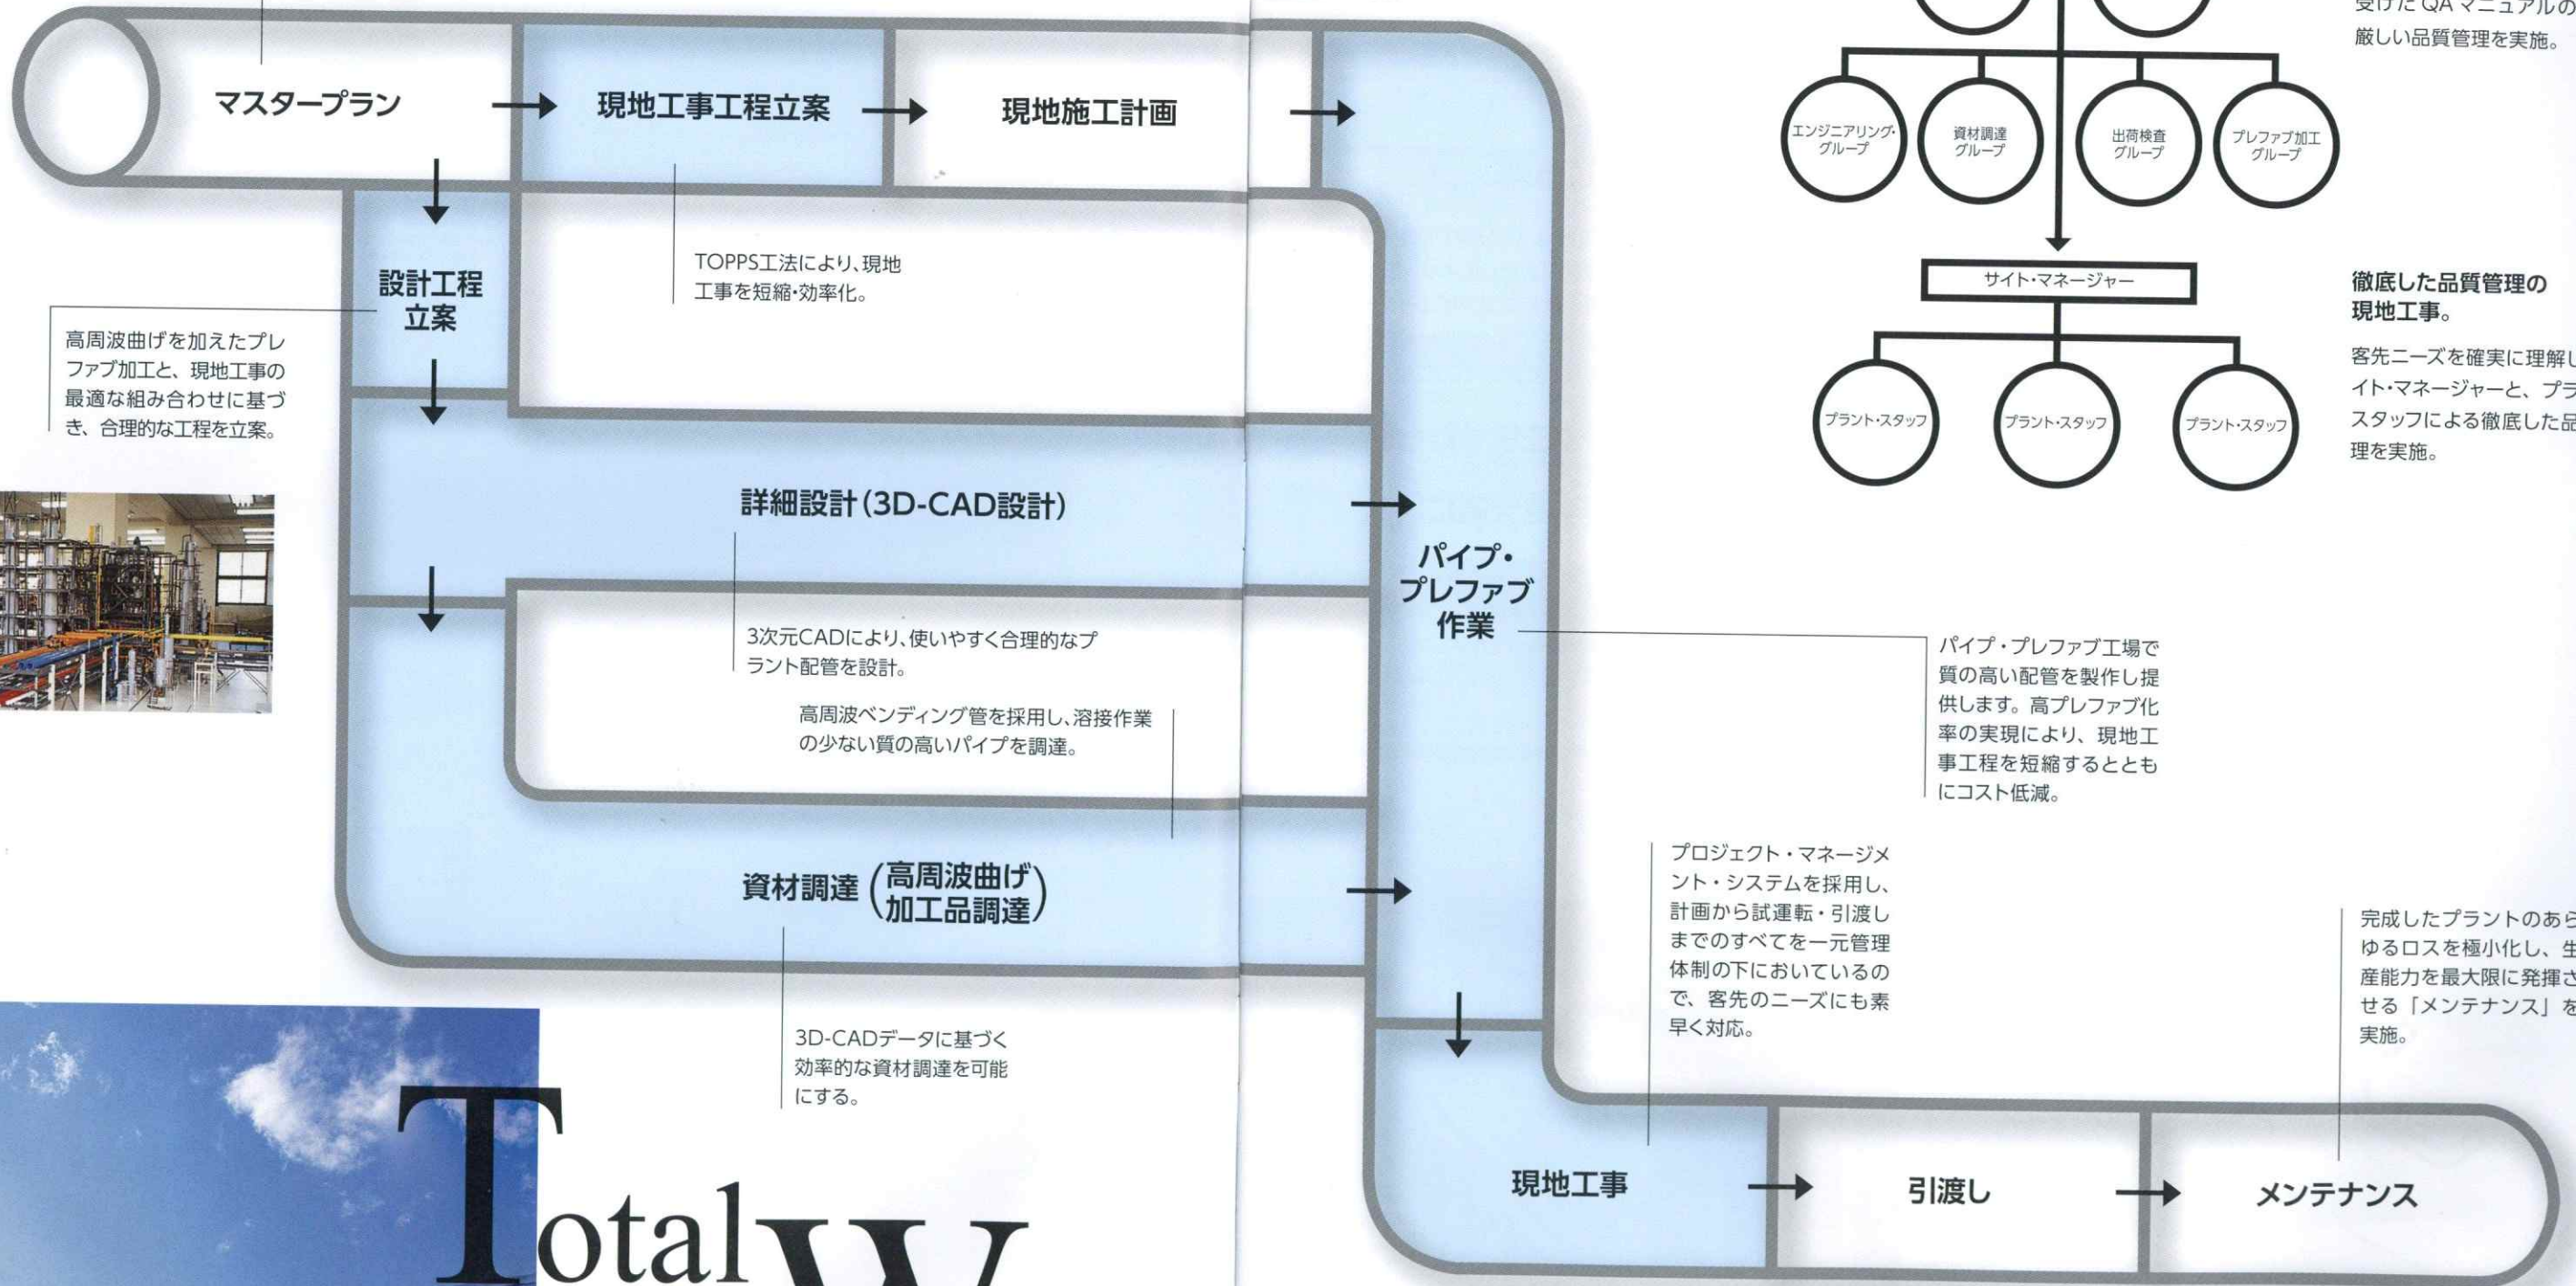 マスタープラン
現地工事工程立案
現地施工計画
TOPPS工法により、現地
工事を短縮・効率化。
設計工程
立案
高周波曲げを加えたプレ
ファブ加工と、現地工事の
最適な組み合わせに基づ
き、合理的な工程を立案。
詳細設計(3D-CAD設計)
3次元CADにより、使いやすく合理的なプ
ラント配管を設計。
高周波ベンディング管を採用し、溶接作業
の少ない質の高いパイプを調達。
資材調達(高周波曲げ
加工品調達)
3D-CADデータに基づく
効率的な資材調達を可能
にする。
パイプ・
プレファブ
作業
パイプ・プレファブ工場で
質の高い配管を製作し提
供します。高プレファブ化
率の実現により、現地工
事工程を短縮するととも
にコスト低減。
プロジェクト・マネージメ
ント・システムを採用し、
計画から試運転・引渡し
までのすべてを一元管理
体制の下においているの
で、客先のニーズにも素
早く対応。
現地工事
引渡し
メンテナンス
完成したプラントのあら
ゆるロスを極小化し、生
産能力を最大限に発揮さ
せる「メンテナンス」を
実施。
受けたQAマニュアルの
厳しい品質管理を実施。
エンジニアリング・
グループ
資材調達
グループ
出荷検査
グループ
プレファブ加工
グループ
サイト・マネージャー
プラント・スタッフ
プラント・スタッフ
プラント・スタッフ
徹底した品質管理の
現地工事。
客先ニーズを確実に理解し
イト・マネージャーと、プラ
スタッフによる徹底した品
理を実施。
Total W